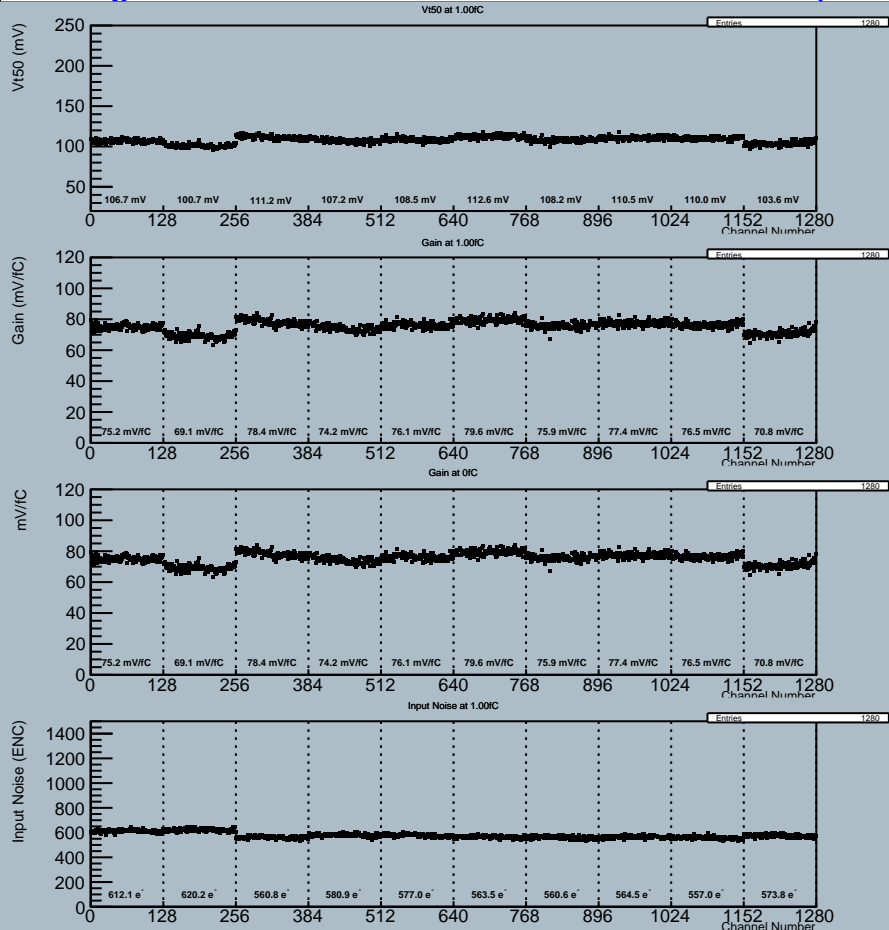 Vt50 at 1.00fC
Entries 1280
Vt50 (mV)
250
200
150
100
50
106.7 mV 100.7 mV 111.2 mV 107.2 mV 108.5 mV 112.6 mV 108.2 mV 110.5 mV 110.0 mV 103.6 mV
0 128 256 384 512 640 768 896 1024 1152 1280
Channel Number
Gain at 1.00fC
Entries 1280
Gain (mV/fC)
120
100
80
60
40
20
0
75.2 mV/fC 69.1 mV/fC 78.4 mV/fC 74.2 mV/fC 76.1 mV/fC 79.6 mV/fC 75.9 mV/fC 77.4 mV/fC 76.5 mV/fC 70.8 mV/fC
0 128 256 384 512 640 768 896 1024 1152 1280
Channel Number
Gain at 0fC
Entries 1280
mV/fC
120
100
80
60
40
20
0
75.2 mV/fC 69.1 mV/fC 78.4 mV/fC 74.2 mV/fC 76.1 mV/fC 79.6 mV/fC 75.9 mV/fC 77.4 mV/fC 76.5 mV/fC 70.8 mV/fC
0 128 256 384 512 640 768 896 1024 1152 1280
Channel Number
Input Noise at 1.00fC
Entries 1280
Input Noise (ENC)
1400
1200
1000
800
600
400
200
0
612.1 e⁻ 620.2 e⁻ 560.8 e⁻ 580.9 e⁻ 577.0 e⁻ 563.5 e⁻ 560.6 e⁻ 564.5 e⁻ 557.0 e⁻ 573.8 e⁻
0 128 256 384 512 640 768 896 1024 1152 1280
Channel Number